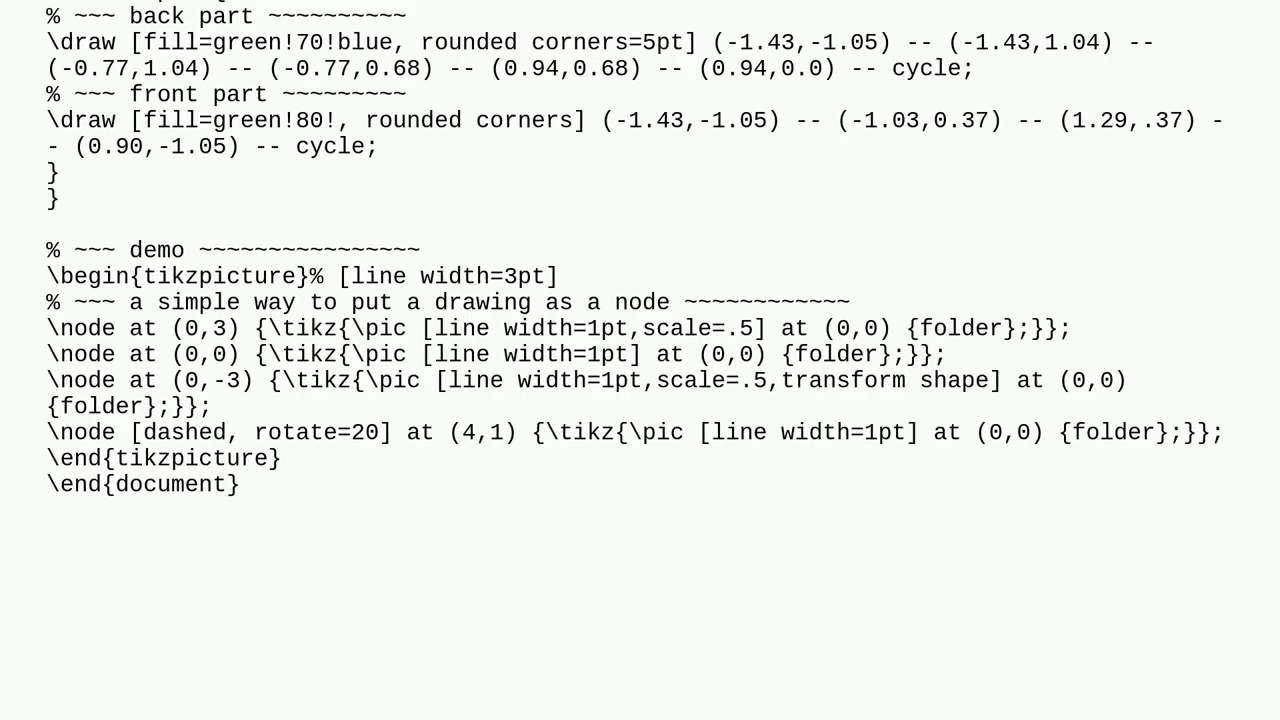 % ~~~ back part ~~~~~~~~~~
\draw [fill=green!70!blue, rounded corners=5pt] (-1.43,-1.05) -- (-1.43,1.04) --
(-0.77,1.04) -- (-0.77,0.68) -- (0.94,0.68) -- (0.94,0.0) -- cycle;
% ~~~ front part ~~~~~~~~~
\draw [fill=green!80!, rounded corners] (-1.43,-1.05) -- (-1.03,0.37) -- (1.29,.37) -
- (0.90,-1.05) -- cycle;
}
}
% ~~~ demo ~~~~~~~~~~~~~~~~
\begin{tikzpicture}% [line width=3pt]
% ~~~ a simple way to put a drawing as a node ~~~~~~~~~~~~
\node at (0,3) {\tikz{\pic [line width=1pt,scale=.5] at (0,0) {folder};}};
\node at (0,0) {\tikz{\pic [line width=1pt] at (0,0) {folder};}};
\node at (0,-3) {\tikz{\pic [line width=1pt,scale=.5,transform shape] at (0,0)
{folder};}};
\node [dashed, rotate=20] at (4,1) {\tikz{\pic [line width=1pt] at (0,0) {folder};}};
\end{tikzpicture}
\end{document}